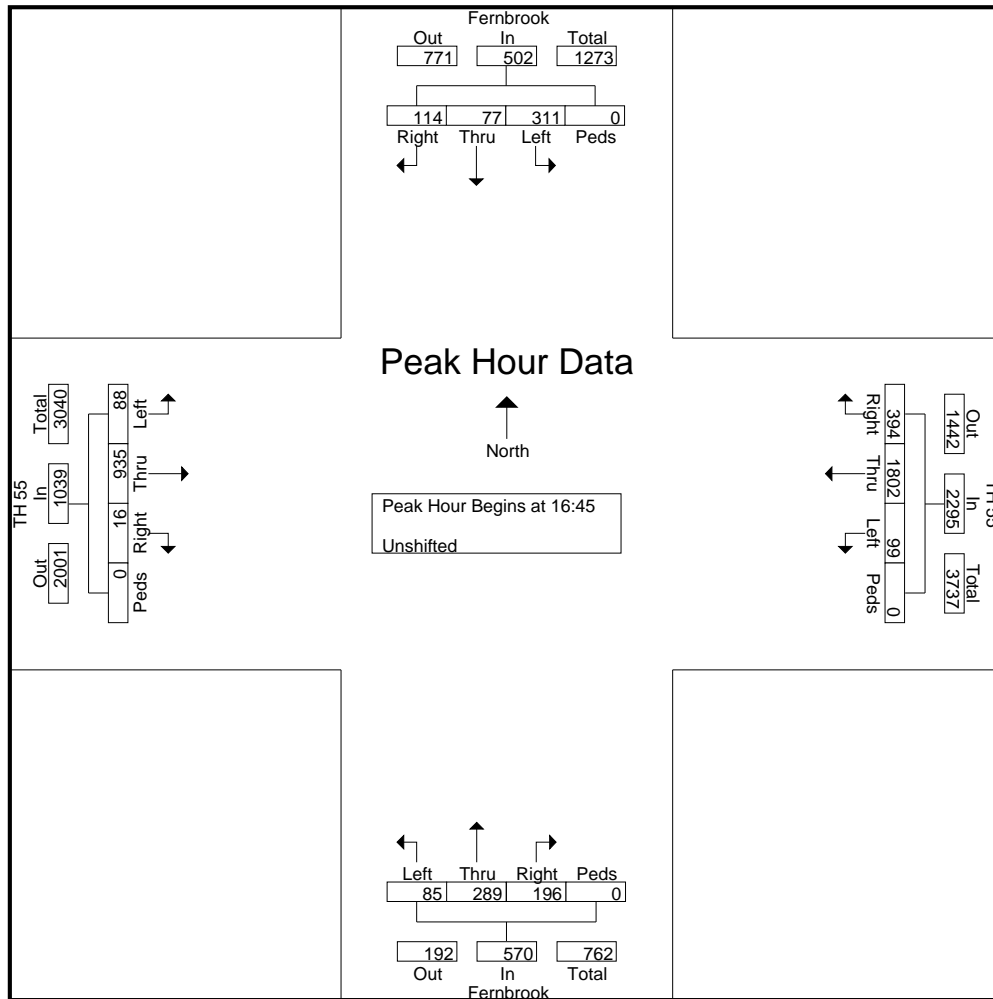 Fernbrook
Out In Total
771 502 1273
114 77 311 0
Right Thru Left Peds
Peak Hour Data
North
Peak Hour Begins at 16:45
Unshifted
TH 55
Total In Out
3040 1039 2001
88 935 16 0
Left Thru Right Peds
TH 55
Out In Total
1442 2295 3737
394 1802 99 0
Right Thru Left Peds
Left Thru Right Peds
85 289 196 0
192 570 762
Out In Total
Fernbrook